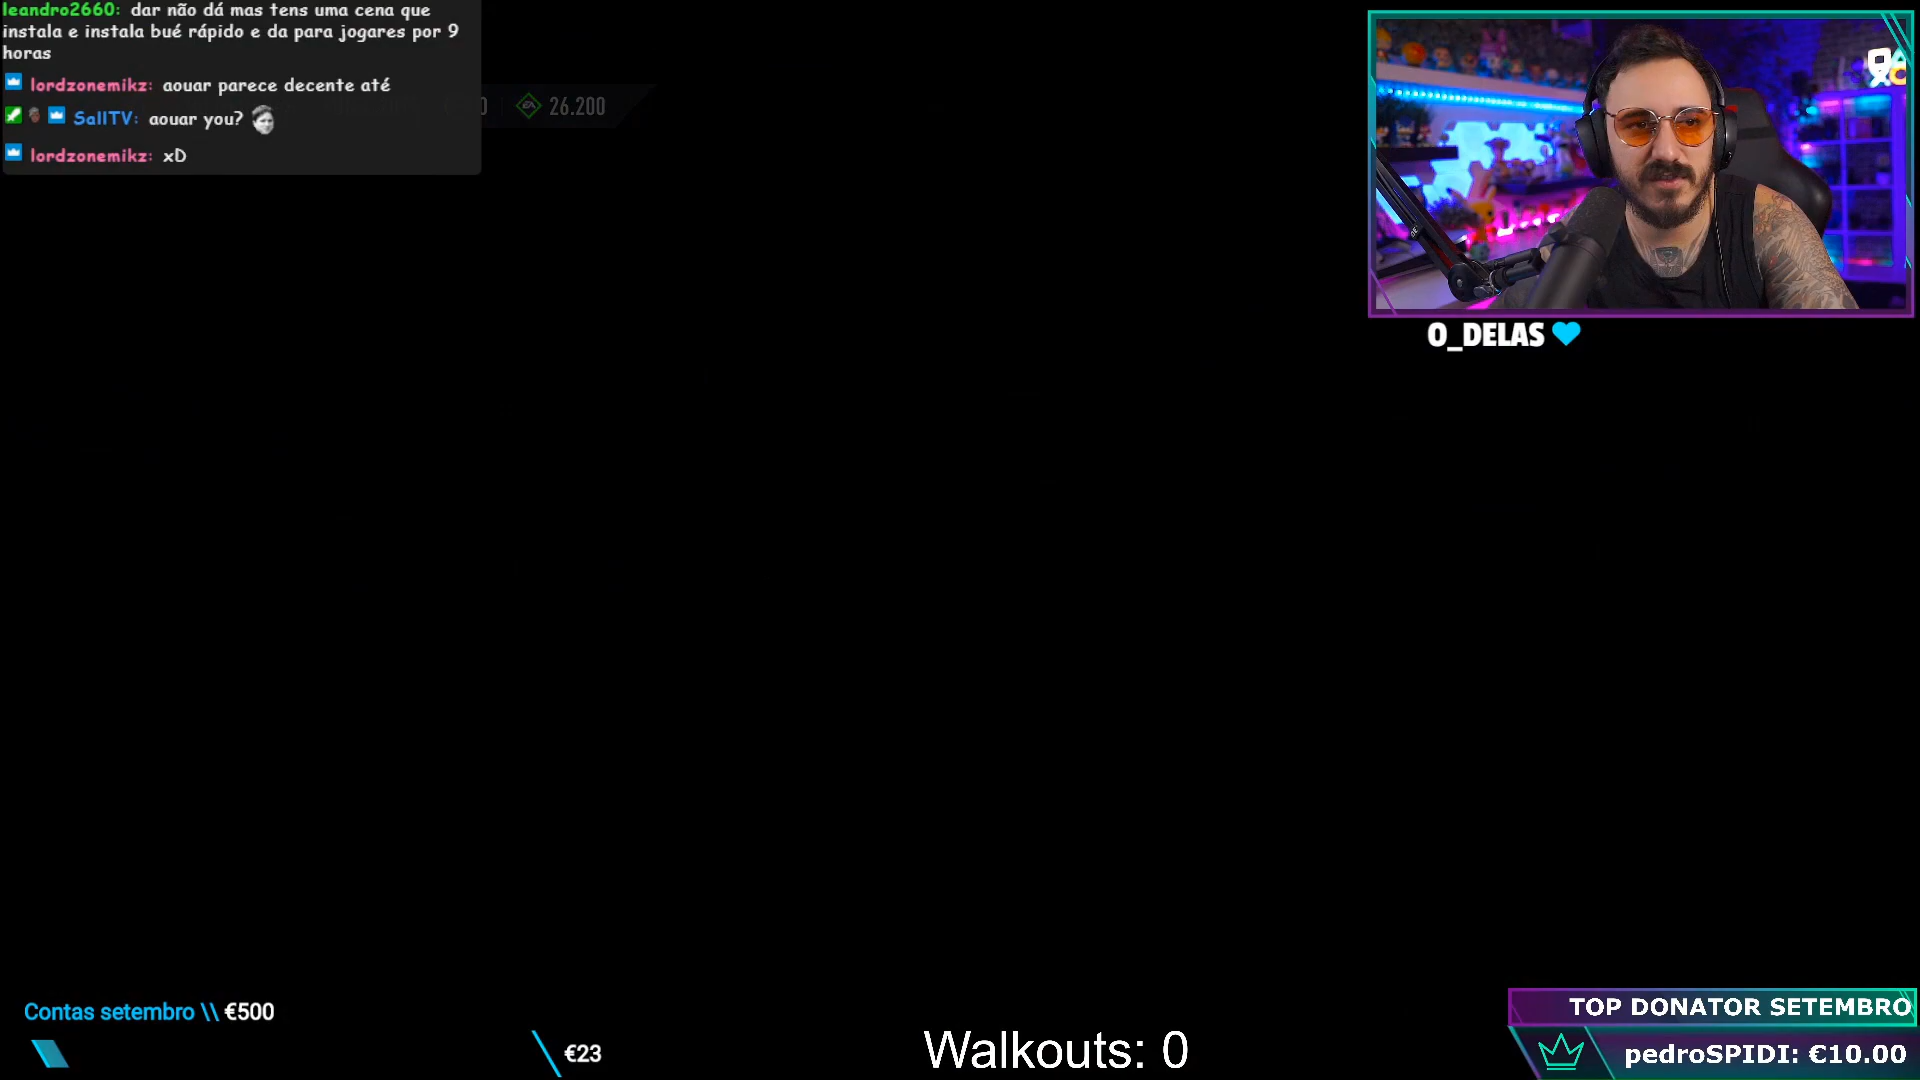 leandro2660: dar não dá mas tens uma cena que
instala e instala bué rápido e da para jogares por 9
horas
lordzonemikz: aouar parece decente até
SallTV: aouar you?
lordzonemikz: xD
0
EA 26.200
O_DELAS
Contas setembro \\ €500
€23
Walkouts: 0
TOP DONATOR SETEMBRO
pedroSPIDI: €10.00